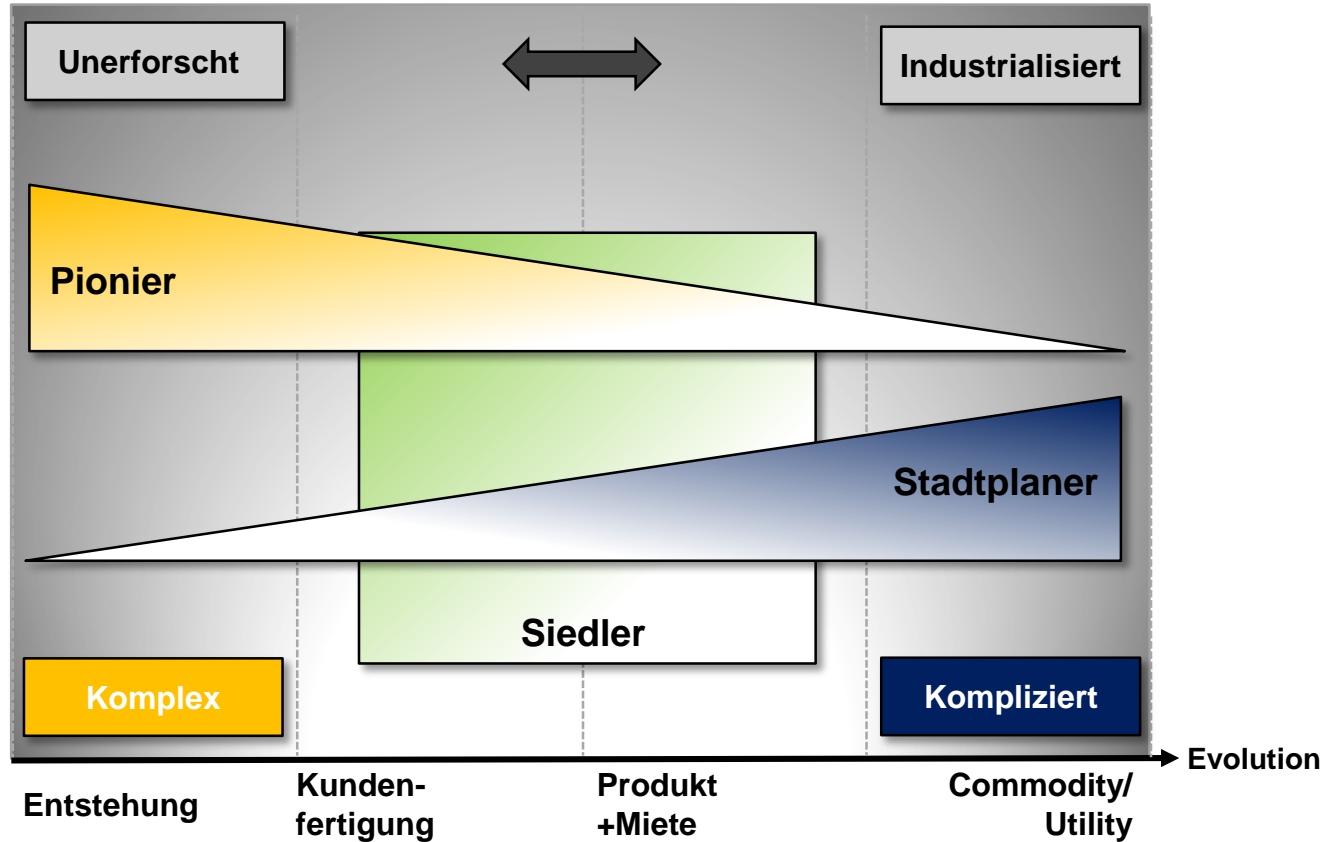 Unerforscht
Industrialisiert
Pionier
Stadtplaner
Siedler
Komplex
Kompliziert
Evolution
Entstehung
Kunden-
fertigung
Produkt
+Miete
Commodity/
Utility